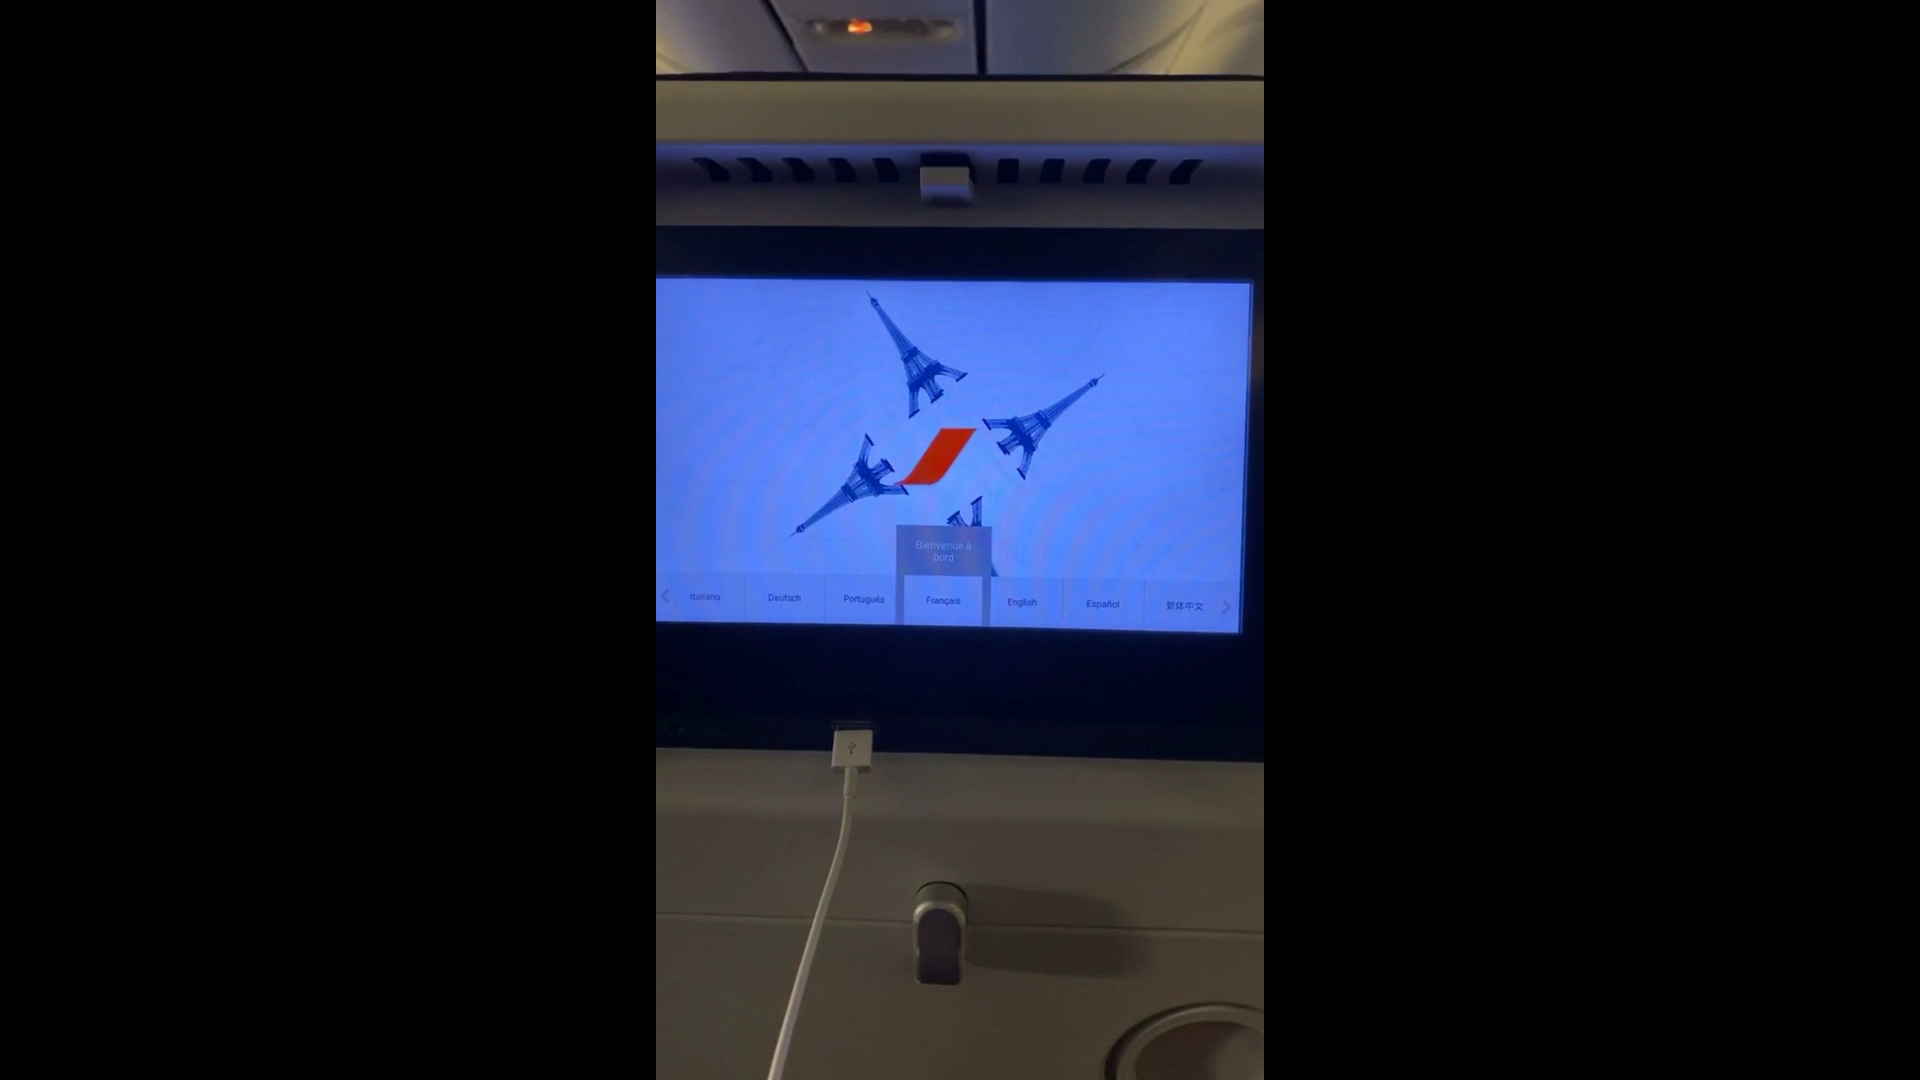 Bienvenue à
bord
Italiano
Deutsch
Português
Français
English
Español
繁体中文